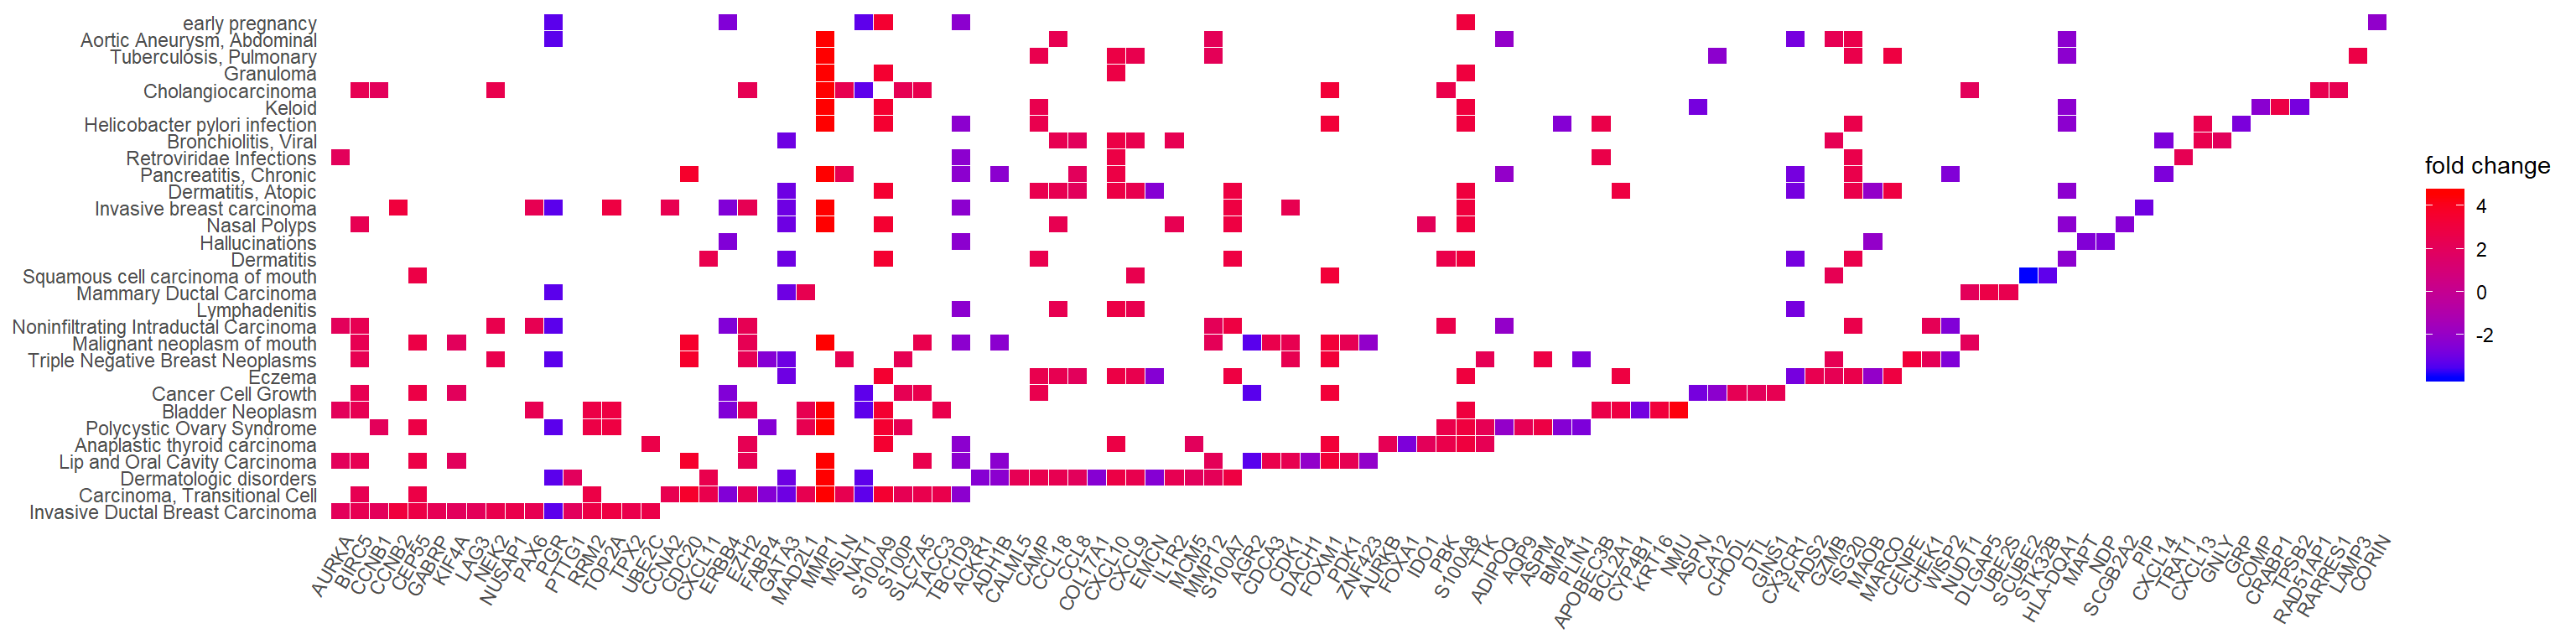 early pregnancy
Aortic Aneurysm, Abdominal
Tuberculosis, Pulmonary
Granuloma
Cholangiocarcinoma
Keloid
Helicobacter pylori infection
Bronchiolitis, Viral
Retroviridae Infections
Pancreatitis, Chronic
Dermatitis, Atopic
Invasive breast carcinoma
Nasal Polyps
Hallucinations
Dermatitis
Squamous cell carcinoma of mouth
Mammary Ductal Carcinoma
Lymphadenitis
Noninfiltrating Intraductal Carcinoma
Malignant neoplasm of mouth
Triple Negative Breast Neoplasms
Eczema
Cancer Cell Growth
Bladder Neoplasm
Polycystic Ovary Syndrome
Anaplastic thyroid carcinoma
Lip and Oral Cavity Carcinoma
Dermatologic disorders
Carcinoma, Transitional Cell
Invasive Ductal Breast Carcinoma
AURKA
BIRC5
CCNB1
CCNB2
CEP55
GABRP
KIF4A
LAG3
NEK2
NUSAP1
PAX6
PGR
PTTG1
RRM2
TOP2A
TPX2
UBE2C
CCNA2
CDC20
CXCL11
ERBB4
EZH2
FABP4
GATA3
MAD2L1
MMP1
MSLN
NAT1
S100A9
S100P
SLC7A5
TACC3
TBC1D9
ACKR1
ADH1B
CALML5
CAMP
CCL18
CCL8
COL17A1
CXCL10
CXCL9
EMCN
IL1R2
MCM5
MMP12
S100A7
AGR2
CDCA3
CDK1
DACH1
FOXM1
PDK1
ZNF423
AURKB
FOXA1
IDO1
PBK
S100A8
TTK
ADIPOQ
AQP9
ASPM
BMP4
PLIN1
APOBEC3B
BCL2A1
CYP4B1
KRT16
NMU
ASPN
CA12
CHODL
DTL
GINS1
CX3CR1
FADS2
GZMB
ISG20
MAOB
MARCO
CENPE
CHEK1
WISP2
NUDT1
DLGAP5
UBE2S
SCUBE2
STK32B
HLA-DQA1
MAPT
NDP
SCGB2A2
PIP
CXCL14
TRAT1
CXCL13
GNLY
GRP
COMP
CRABP1
TPSB2
RAD51AP1
RARRES1
LAMP3
CORIN
fold change
4
2
0
-2